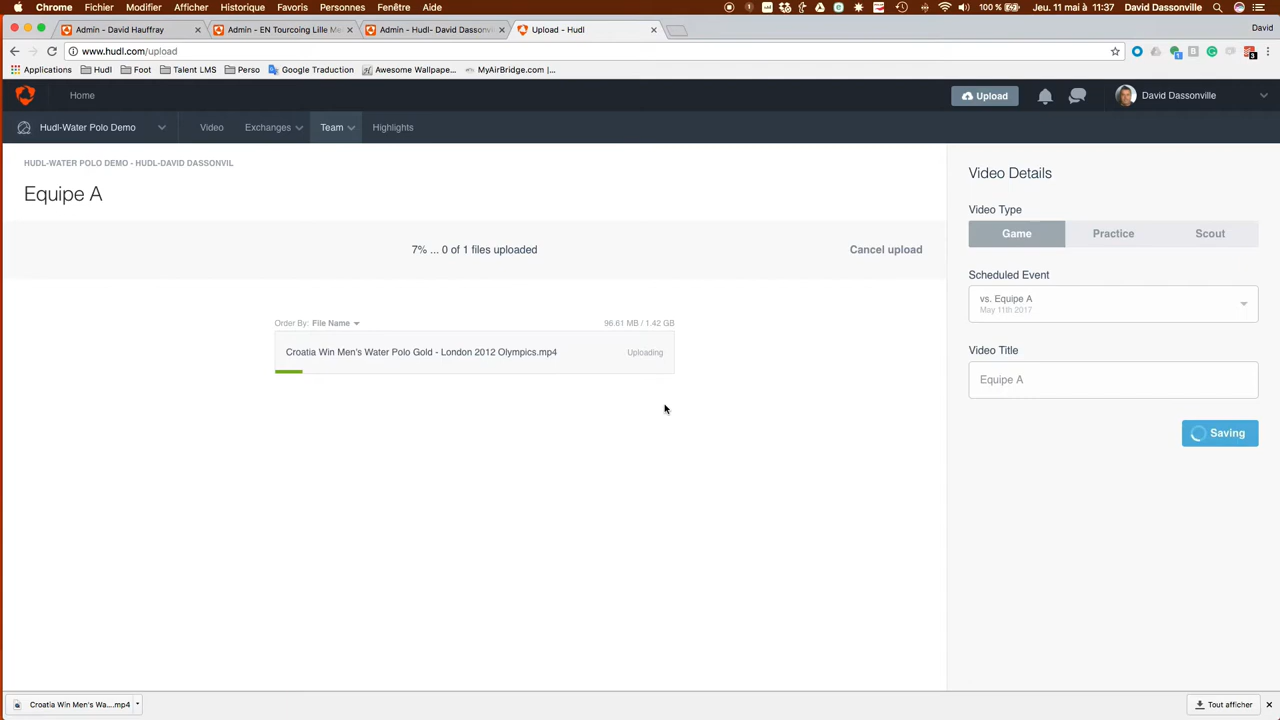 Chrome Fichier Modifier Afficher Historique Favoris Personnes Fenêtre Aide 100 % Jeu. 11 mai à 11:37 David Dassonville
Admin - David Hauffray Admin - EN Tourcoing Lille Me Admin - Hudl- David Dassonv Upload - Hudl David
www.hudl.com/upload
Applications Hudl Foot Talent LMS Perso Google Traduction Awesome Wallpape... MyAirBridge.com |...
Home Upload David Dassonville
Hudl-Water Polo Demo Video Exchanges Team Highlights
HUDL-WATER POLO DEMO - HUDL-DAVID DASSONVIL
Equipe A
7% ... 0 of 1 files uploaded Cancel upload
Order By: File Name 96.61 MB / 1.42 GB
Croatia Win Men's Water Polo Gold - London 2012 Olympics.mp4 Uploading
Video Details
Video Type
Game Practice Scout
Scheduled Event
vs. Equipe A
May 11th 2017
Video Title
Equipe A
Saving
Croatia Win Men's Wa....mp4 Tout afficher